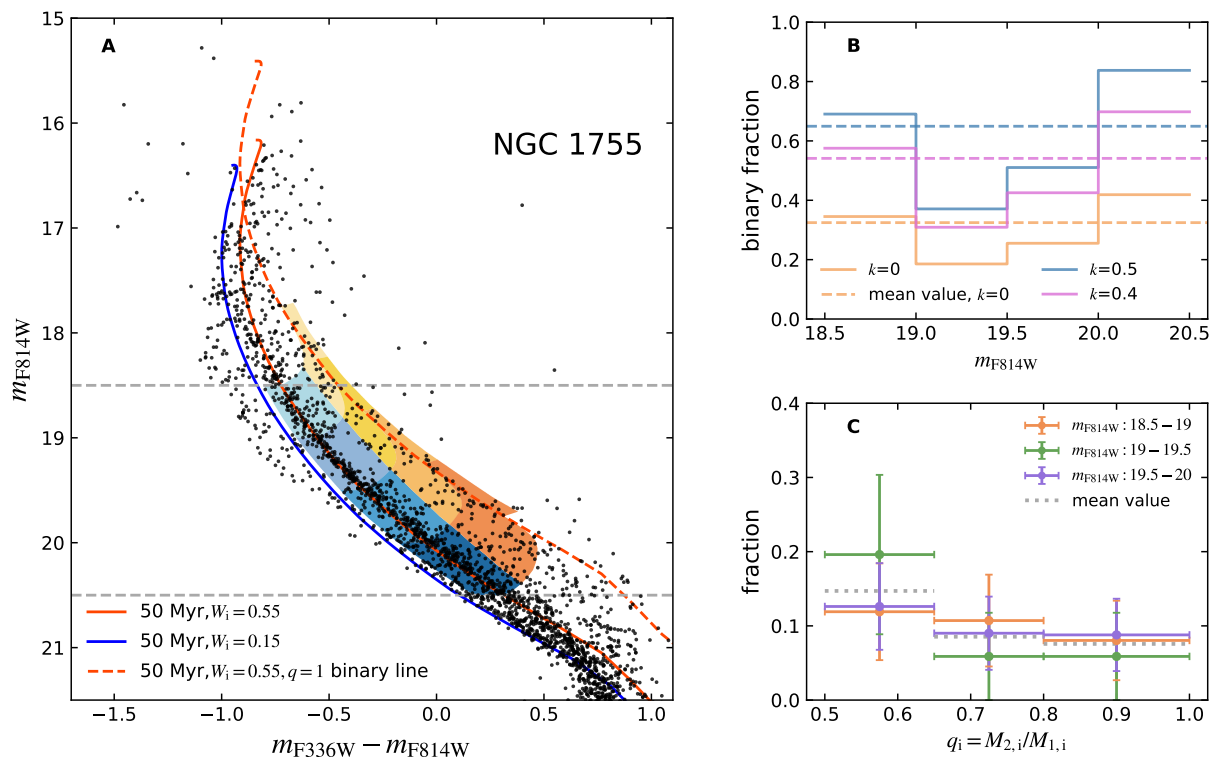 A
NGC 1755
15
16
17
18
19
20
21
m_F814W
50 Myr, W_i = 0.55
50 Myr, W_i = 0.15
50 Myr, W_i = 0.55, q = 1 binary line
−1.5 −1.0 −0.5 0.0 0.5 1.0
m_F336W − m_F814W
B
1.0
0.8
0.6
0.4
0.2
0.0
binary fraction
k=0 k=0.5
mean value, k=0 k=0.4
18.5 19.0 19.5 20.0 20.5
m_F814W
C
0.4
0.3
0.2
0.1
0.0
fraction
m_F814W : 18.5 − 19
m_F814W : 19 − 19.5
m_F814W : 19.5 − 20
mean value
0.5 0.6 0.7 0.8 0.9 1.0
q_i = M_2,i/M_1,i